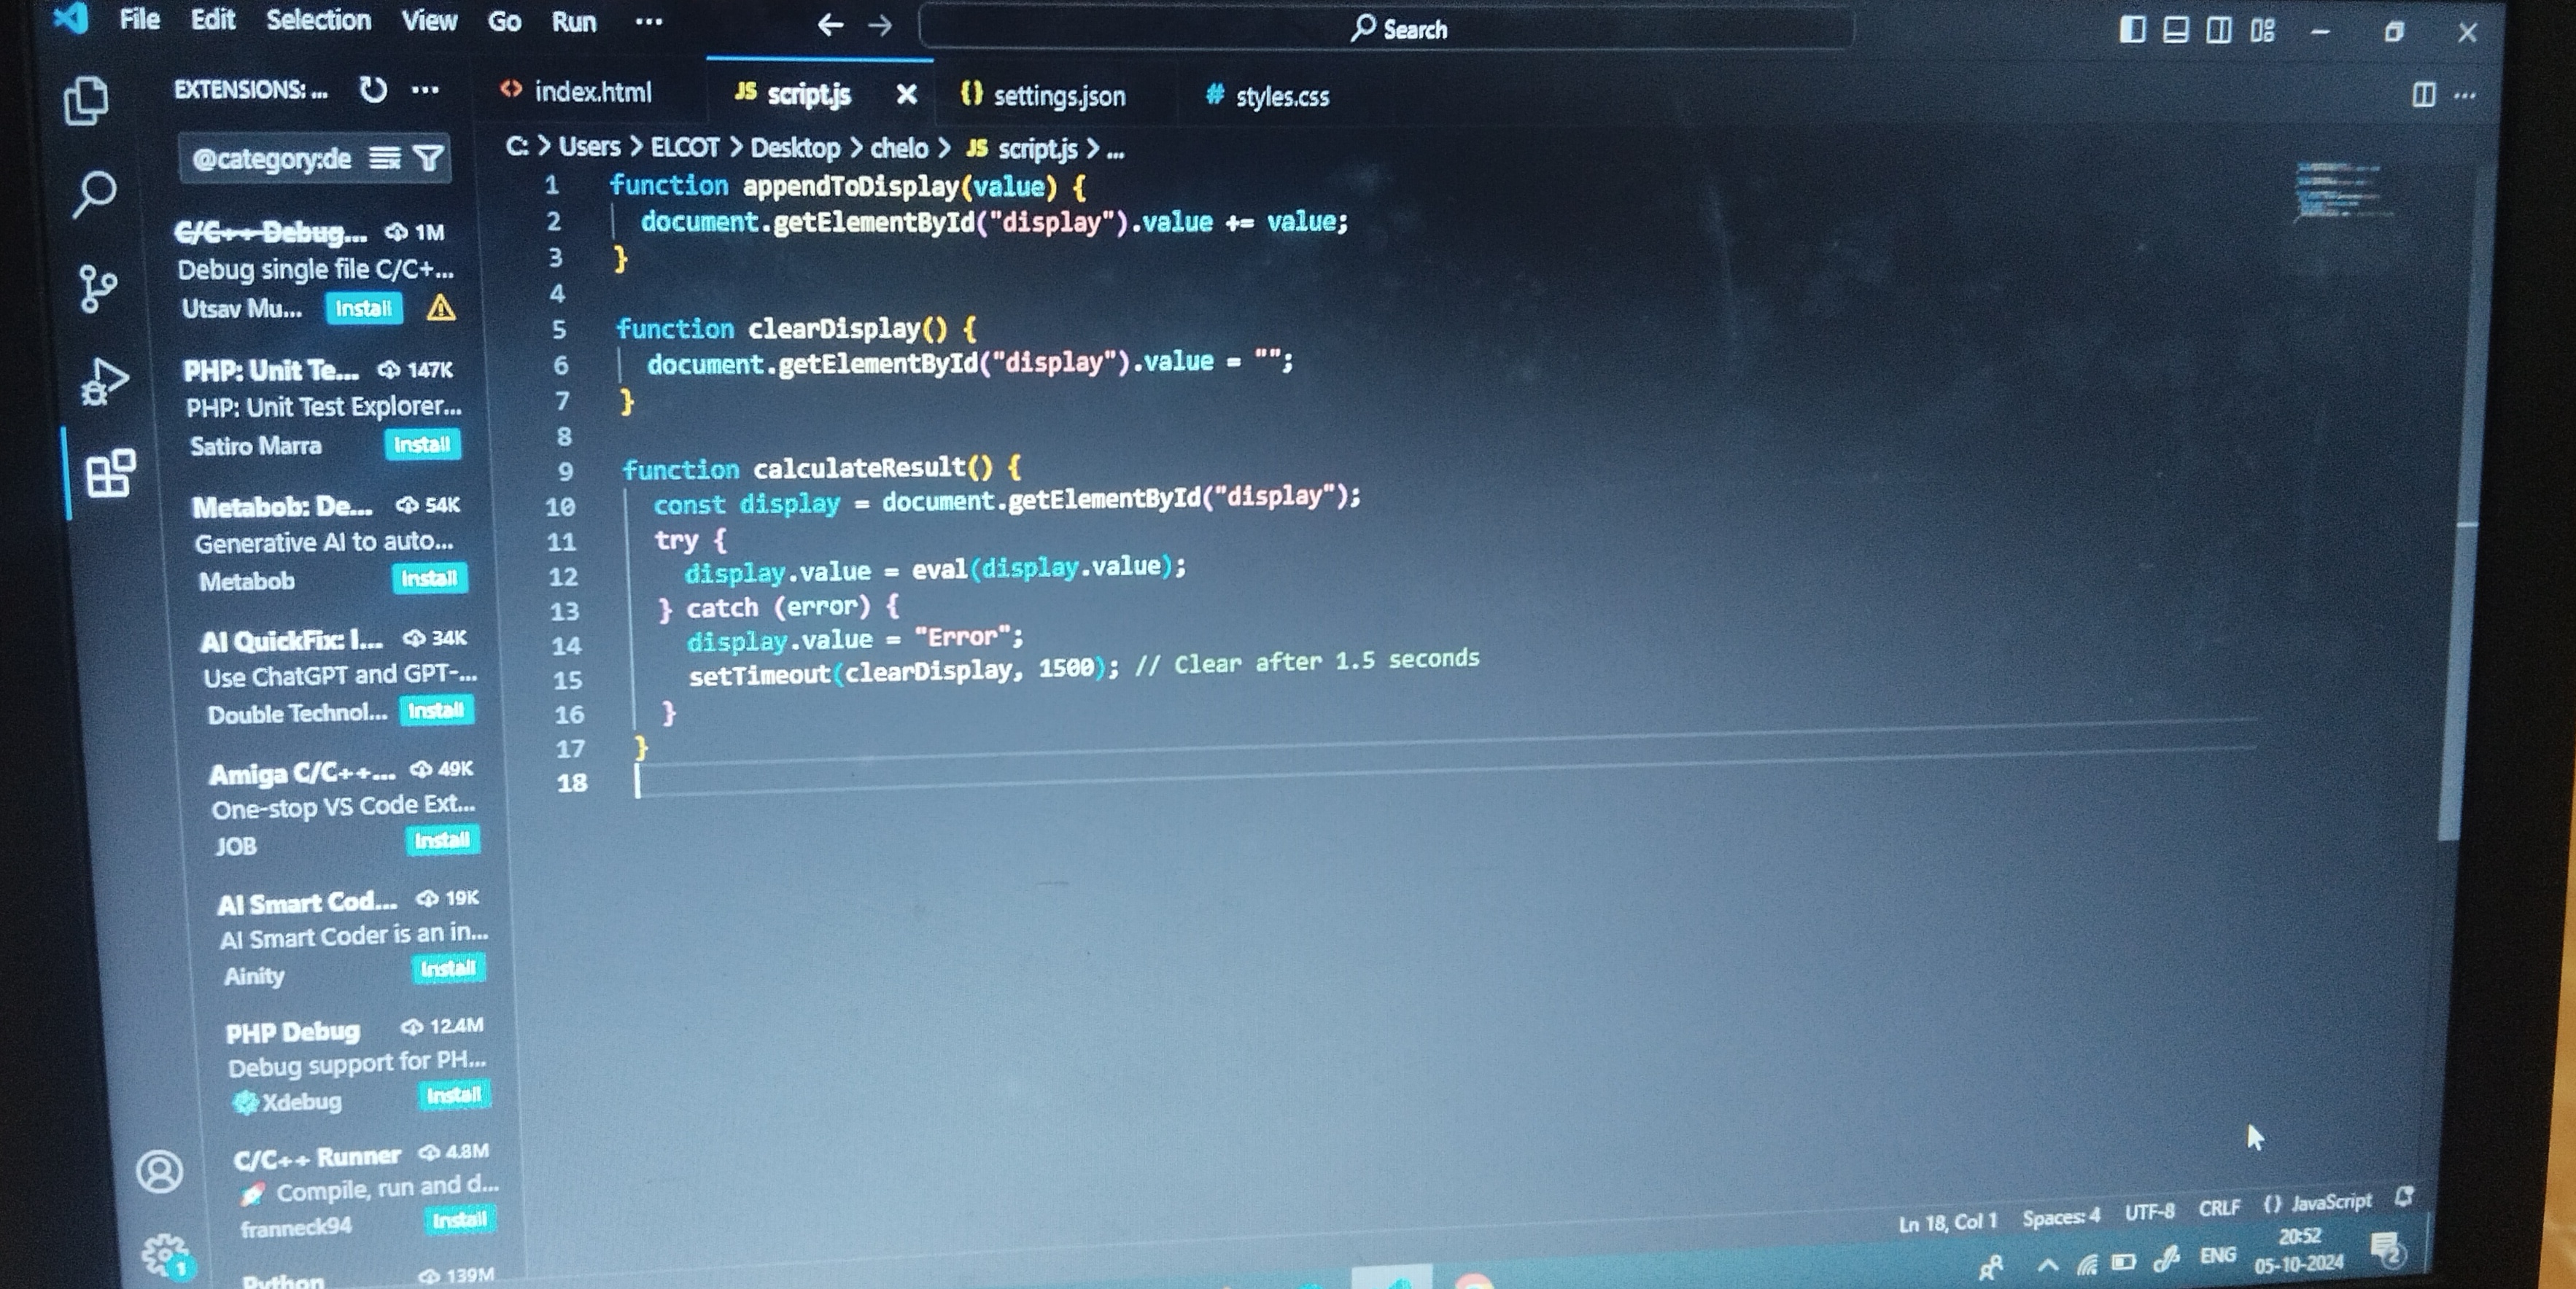 File Edit Selection View Go Run ···
Search
EXTENSIONS: ... ···
index.html
JS script.js
{} settings.json
# styles.css
···
@category:de
C: > Users > ELCOT > Desktop > chelo > JS script.js > ...
C/C++ Debug... 1M
Debug single file C/C+...
Utsav Mu... Install
PHP: Unit Te... 147K
PHP: Unit Test Explorer...
Satiro Marra Install
Metabob: De... 54K
Generative AI to auto...
Metabob Install
AI QuickFix: I... 34K
Use ChatGPT and GPT-...
Double Technol... Install
Amiga C/C++... 49K
One-stop VS Code Ext...
JOB Install
AI Smart Cod... 19K
AI Smart Coder is an in...
Ainity Install
PHP Debug 12.4M
Debug support for PH...
Xdebug Install
C/C++ Runner 4.8M
Compile, run and d...
franneck94 Install
Python 139M
1
1 function appendToDisplay(value) {
2 document.getElementById("display").value += value;
3 }
4
5 function clearDisplay() {
6 document.getElementById("display").value = "";
7 }
8
9 function calculateResult() {
10 const display = document.getElementById("display");
11 try {
12 display.value = eval(display.value);
13 } catch (error) {
14 display.value = "Error";
15 setTimeout(clearDisplay, 1500); // Clear after 1.5 seconds
16 }
17 }
18
Ln 18, Col 1 Spaces: 4 UTF-8 CRLF {} JavaScript
ENG
20:52
05-10-2024
2